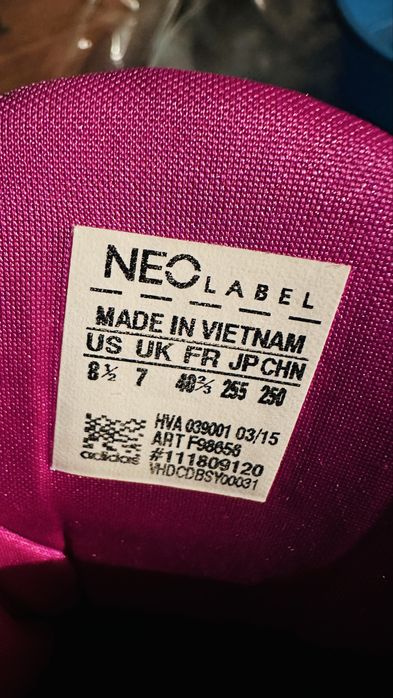 NEO LABEL
MADE IN VIETNAM
US UK FR JP CHN
8½ 7 40⅔ 255 250
HVA 039001 03/15
ART F98656
#111809120
VHDCDBSY00031
adidas